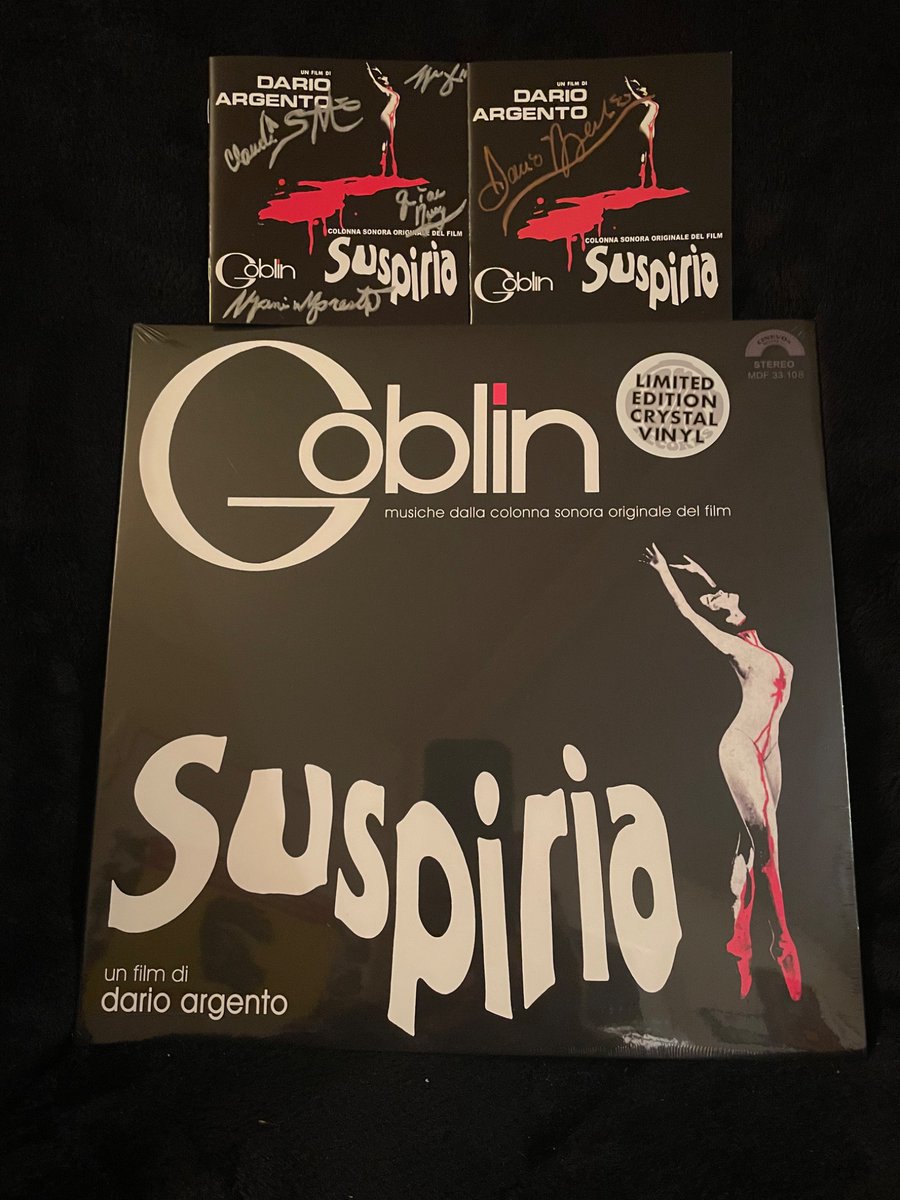 UN FILM DI
DARIO
ARGENTO
COLONNA SONORA ORIGINALE DEL FILM
Goblin
Suspiria
UN FILM DI
DARIO
ARGENTO
Dario
COLONNA SONORA ORIGINALE DEL FILM
Goblin
Suspiria
Goblin
musiche dalla colonna sonora originale del film
LIMITED
EDITION
CRYSTAL
VINYL
CINEVOX
STEREO
MDF 33 108
Suspiria
un film di
dario argento